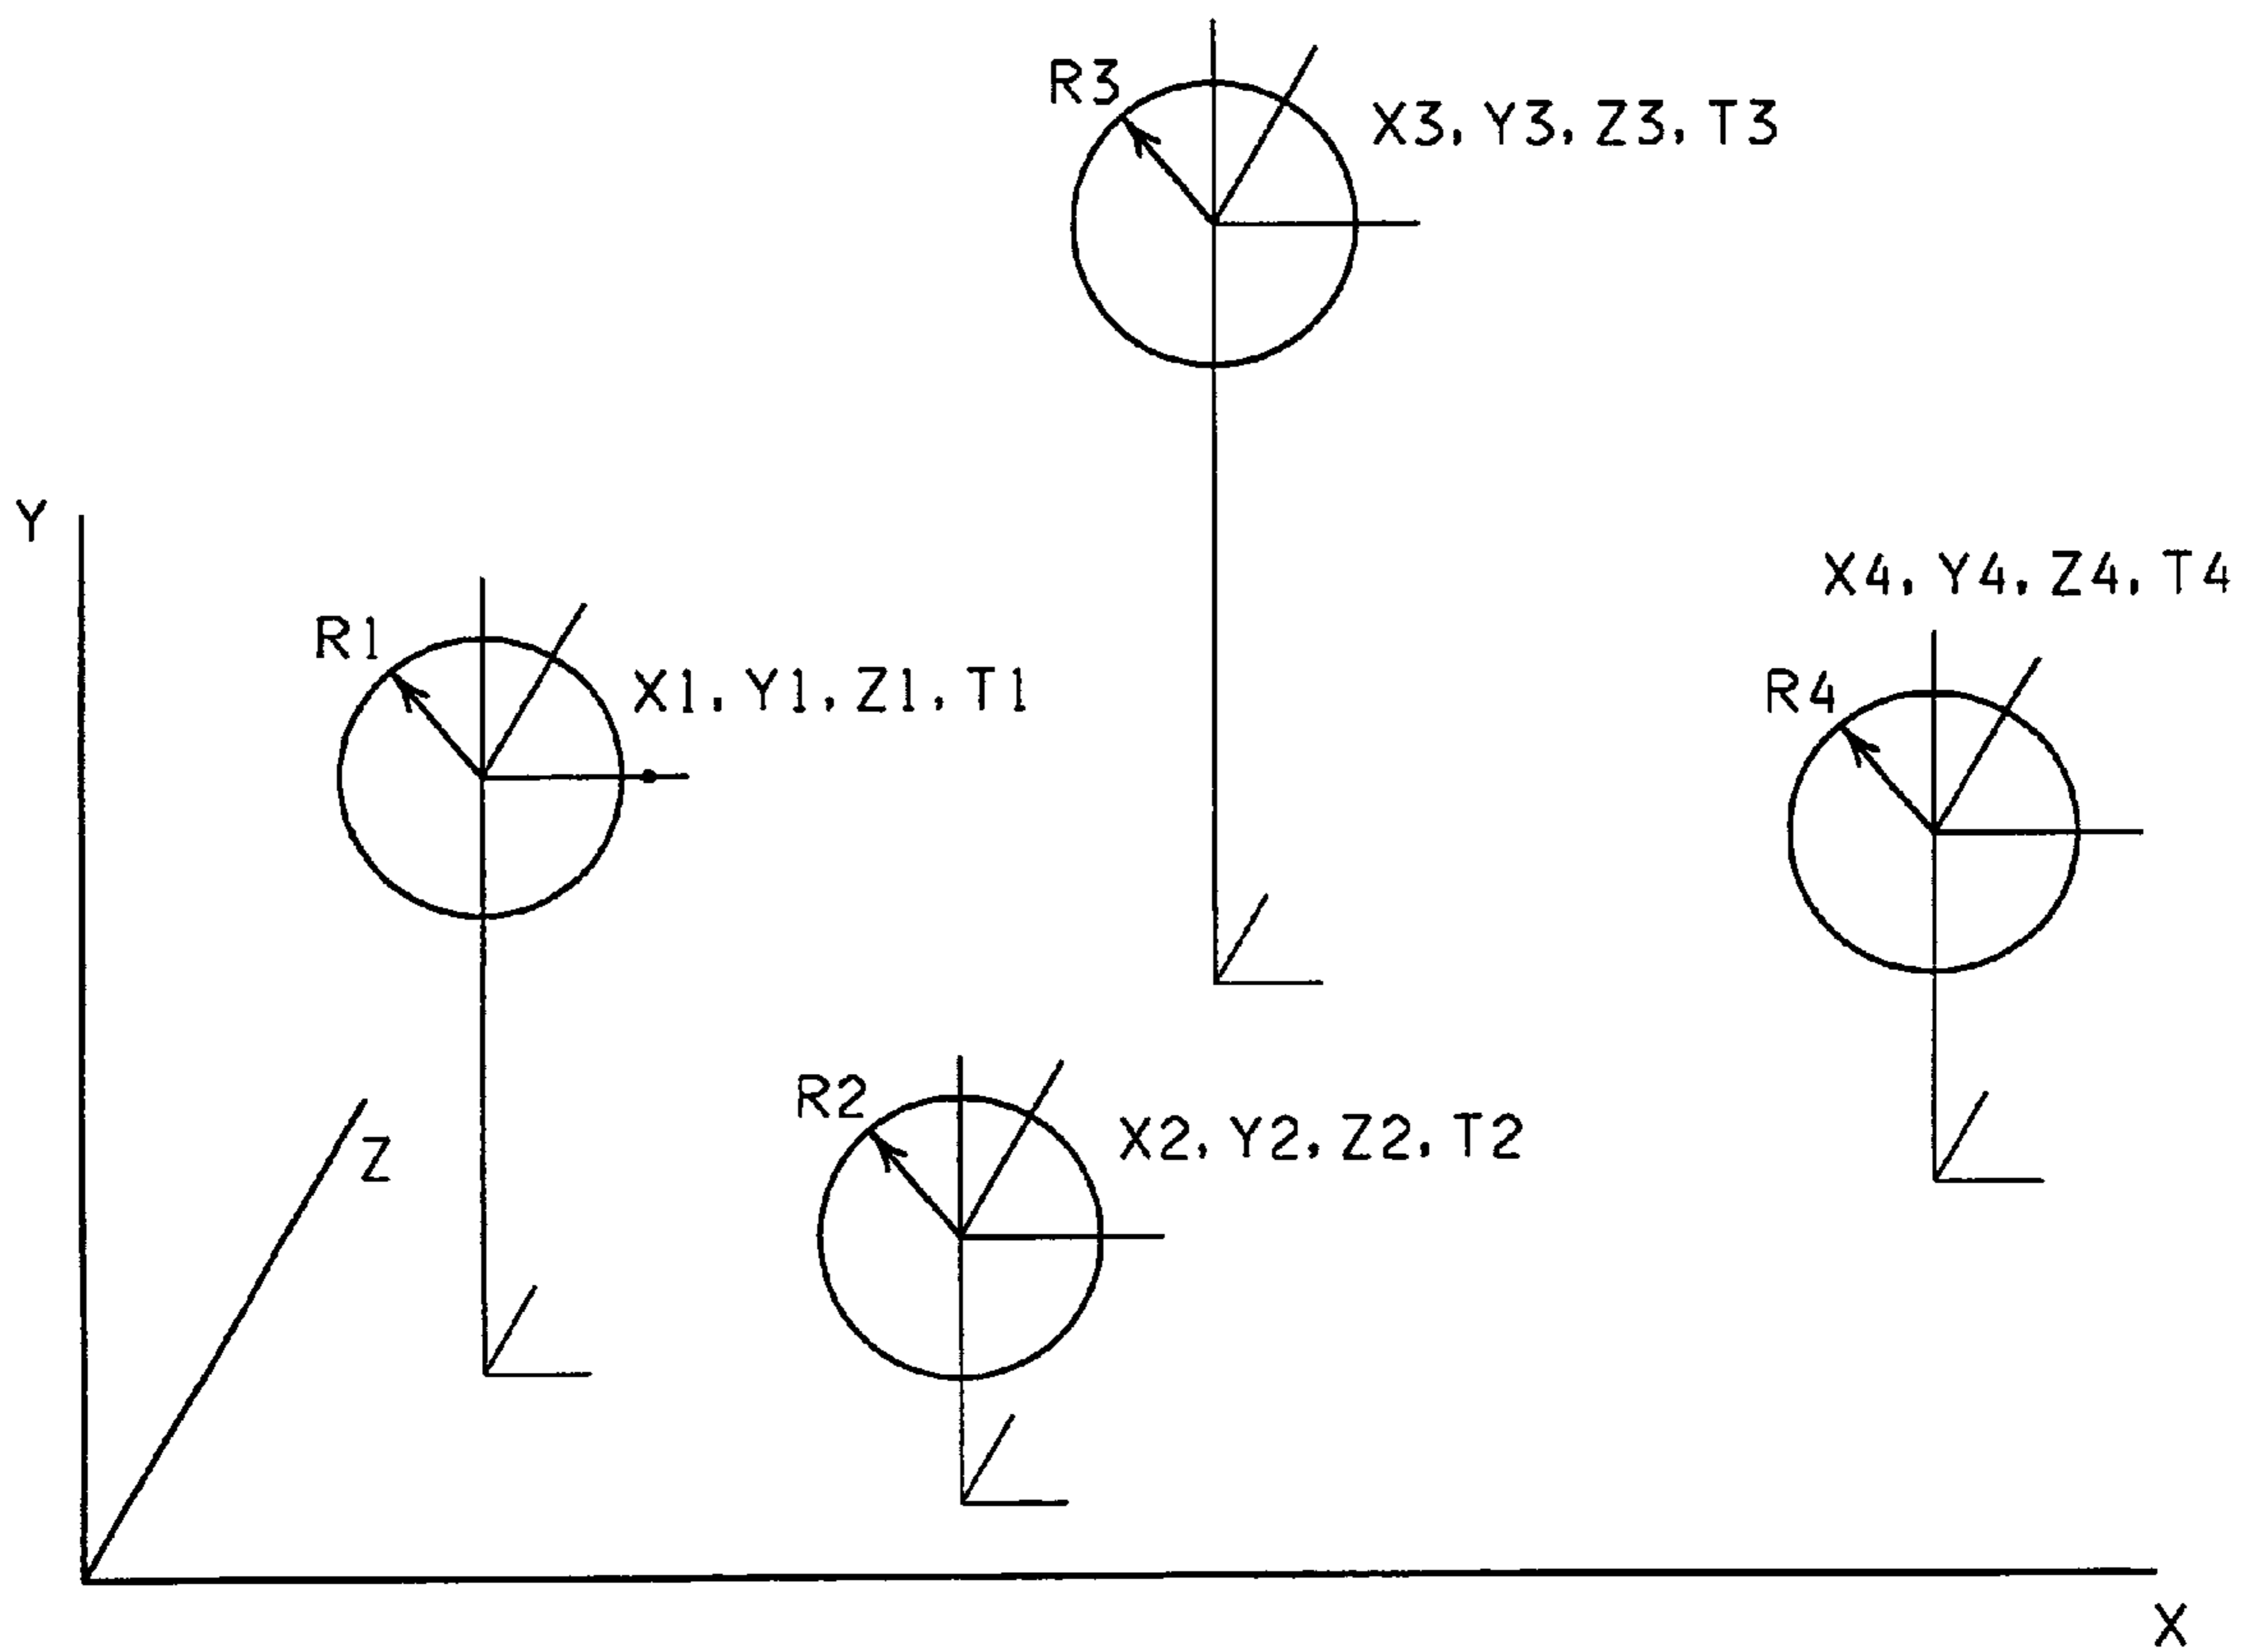 R3
X3, Y3, Z3, T3
Y
X4, Y4, Z4, T4
R1
X1, Y1, Z1, T1
R4
R2
X2, Y2, Z2, T2
Z
X